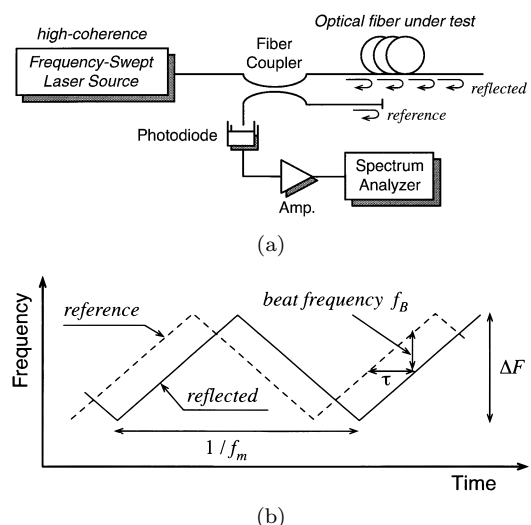 high-coherence
Frequency-Swept
Laser Source
Fiber
Coupler
Optical fiber under test
reflected
reference
Photodiode
Amp.
Spectrum
Analyzer
(a)
Frequency
reference
beat frequency f_B
τ
ΔF
reflected
1 / f_m
Time
(b)